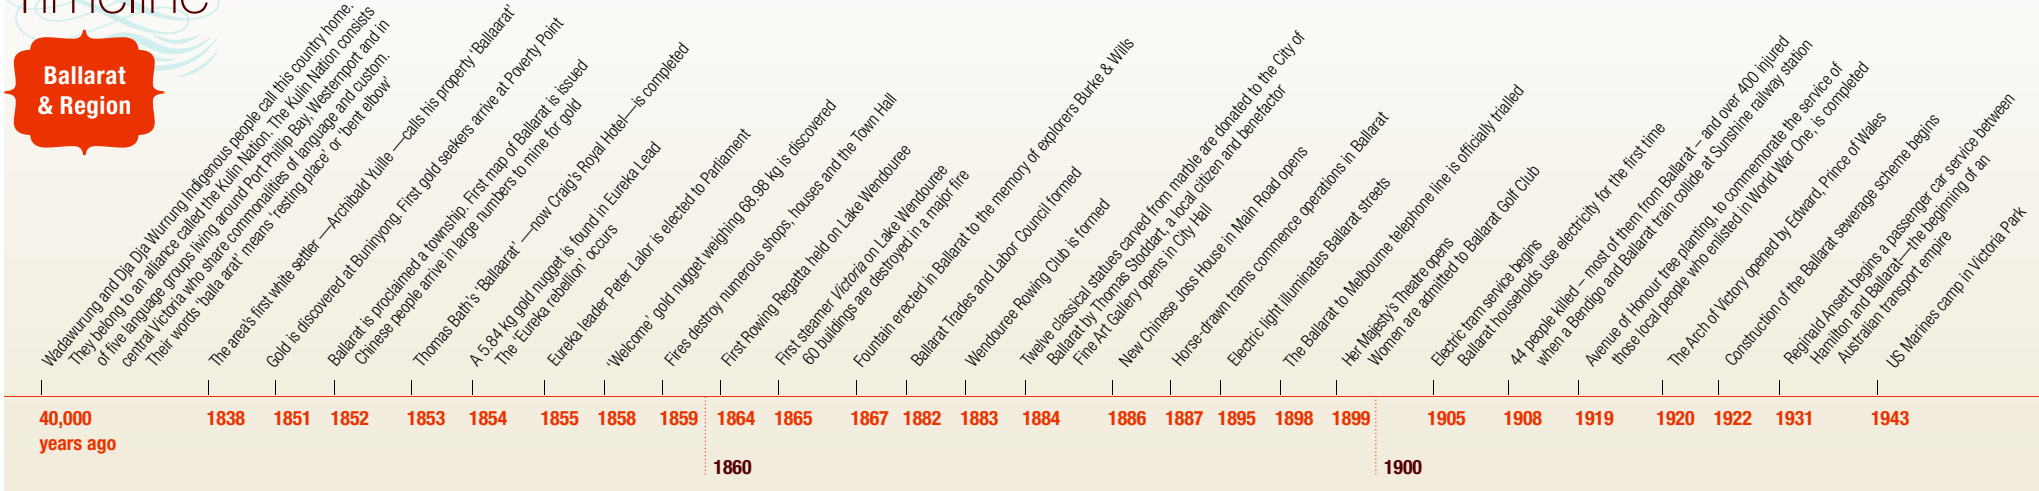 Timeline
Ballarat
& Region
Wadawurrung and Dja Dja Wurrung Indigenous people call this country home.
They belong to an alliance called the Kulin Nation. The Kulin Nation consists
of five language groups living around Port Phillip Bay, Westernport and in
central Victoria who share commonalities of language and custom.
Their words 'balla arat' means 'resting place' or 'bent elbow'
The area's first white settler —Archibald Yuille —calls his property 'Ballaarat'
Gold is discovered at Buninyong. First gold seekers arrive at Poverty Point
Ballarat is proclaimed a township. First map of Ballarat is issued
Chinese people arrive in large numbers to mine for gold
Thomas Bath's 'Ballaarat' —now Craig's Royal Hotel—is completed
A 5.84 kg gold nugget is found in Eureka Lead
The 'Eureka rebellion' occurs
Eureka leader Peter Lalor is elected to Parliament
'Welcome' gold nugget weighing 68.98 kg is discovered
Fires destroy numerous shops, houses and the Town Hall
First Rowing Regatta held on Lake Wendouree
First steamer Victoria on Lake Wendouree
60 buildings are destroyed in a major fire
Fountain erected in Ballarat to the memory of explorers Burke & Wills
Ballarat Trades and Labor Council formed
Wendouree Rowing Club is formed
Twelve classical statues carved from marble are donated to the City of
Ballarat by Thomas Stoddart, a local citizen and benefactor
Fine Art Gallery opens in City Hall
New Chinese Joss House in Main Road opens
Horse-drawn trams commence operations in Ballarat
Electric light illuminates Ballarat streets
The Ballarat to Melbourne telephone line is officially trialled
Her Majesty's Theatre opens
Women are admitted to Ballarat Golf Club
Electric tram service begins
Ballarat households use electricity for the first time
44 people killed – most of them from Ballarat – and over 400 injured
when a Bendigo and Ballarat train collide at Sunshine railway station
Avenue of Honour tree planting, to commemorate the service of
those local people who enlisted in World War One, is completed
The Arch of Victory opened by Edward, Prince of Wales
Construction of the Ballarat sewerage scheme begins
Reginald Ansett begins a passenger car service between
Hamilton and Ballarat—the beginning of an
Australian transport empire
US Marines camp in Victoria Park
40,000
years ago
1838
1851
1852
1853
1854
1855
1858
1859
1864
1865
1867
1882
1883
1884
1886
1887
1895
1898
1899
1905
1908
1919
1920
1922
1931
1943
1860
1900